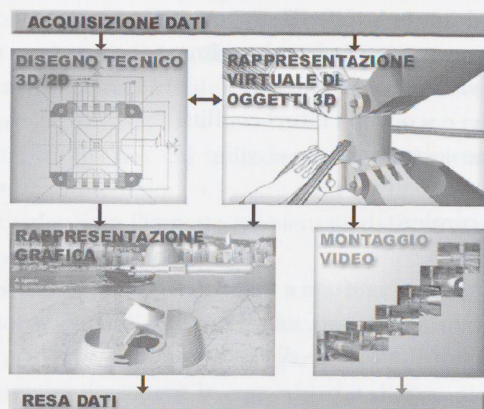 ACQUISIZIONE DATI
DISEGNO TECNICO
3D/2D
RAPPRESENTAZIONE
VIRTUALE DI
OGGETTI 3D
RAPPRESENTAZIONE
GRAFICA
MONTAGGIO
VIDEO
RESA DATI